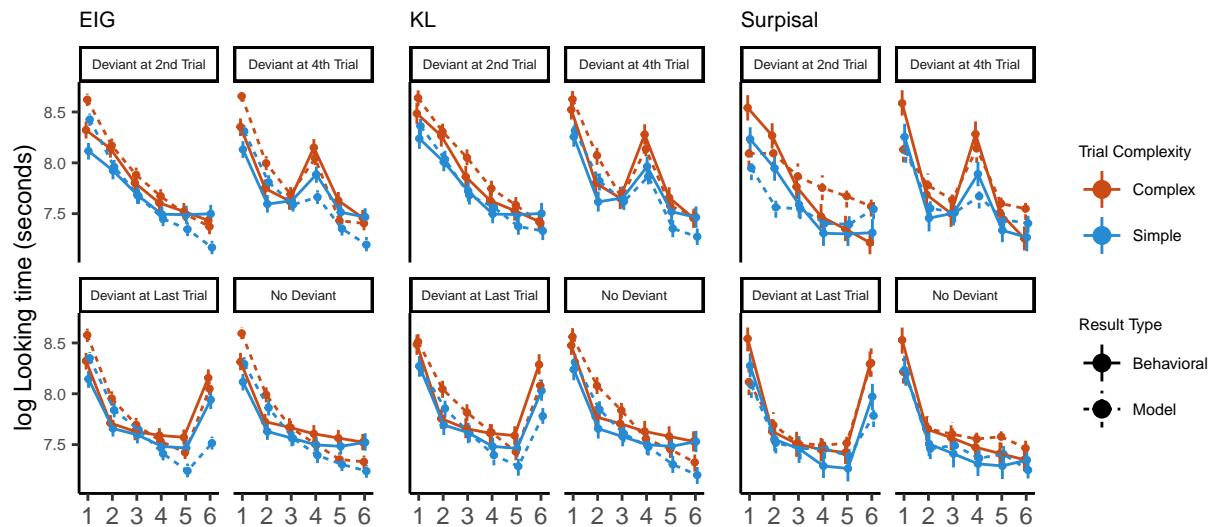 EIG KL Surpisal
Deviant at 2nd Trial Deviant at 4th Trial Deviant at 2nd Trial Deviant at 4th Trial Deviant at 2nd Trial Deviant at 4th Trial
8.5
8.0
7.5
Deviant at Last Trial No Deviant Deviant at Last Trial No Deviant Deviant at Last Trial No Deviant
8.5
8.0
7.5
1 2 3 4 5 6 1 2 3 4 5 6 1 2 3 4 5 6 1 2 3 4 5 6 1 2 3 4 5 6 1 2 3 4 5 6
log Looking time (seconds)
Trial Complexity
Complex
Simple
Result Type
Behavioral
Model